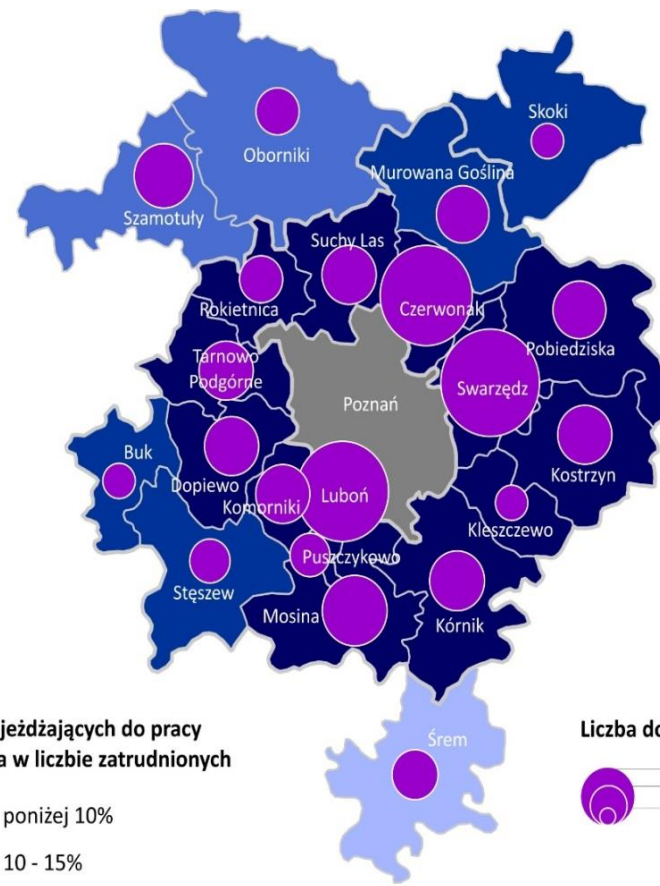 Skoki
Oborniki
Murowana Goślina
Szamotuły
Suchy Las
Rokietnica
Czerwonak
Pobiedziska
Tarnowo
Podgórne
Swarzędz
Poznań
Buk
Dopiewo
Kostrzyn
Komorniki
Luboń
Kleszczewo
Puszczykowo
Stęszew
Mosina
Kórnik
Śrem
jeżdżających do pracy
a w liczbie zatrudnionych
Liczba do
poniżej 10%
10 - 15%